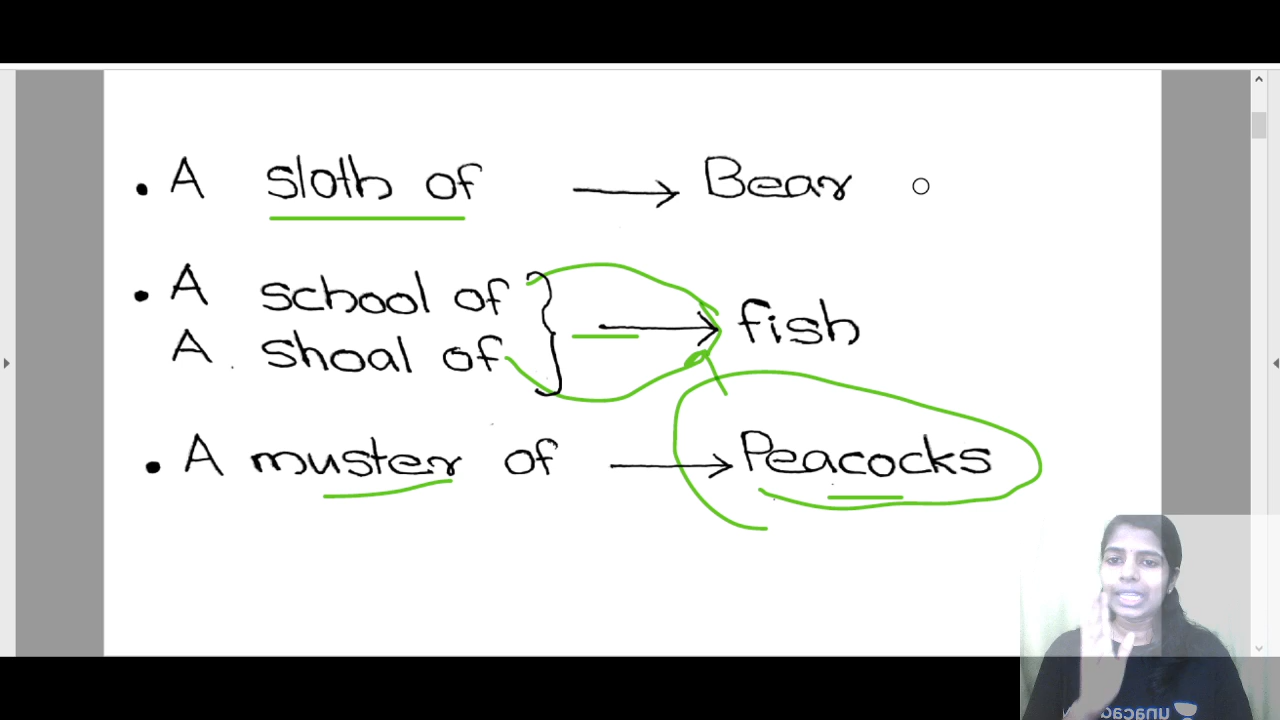 • A sloth of → Bear
• A school of
A shoal of } → fish
• A muster of → Peacocks